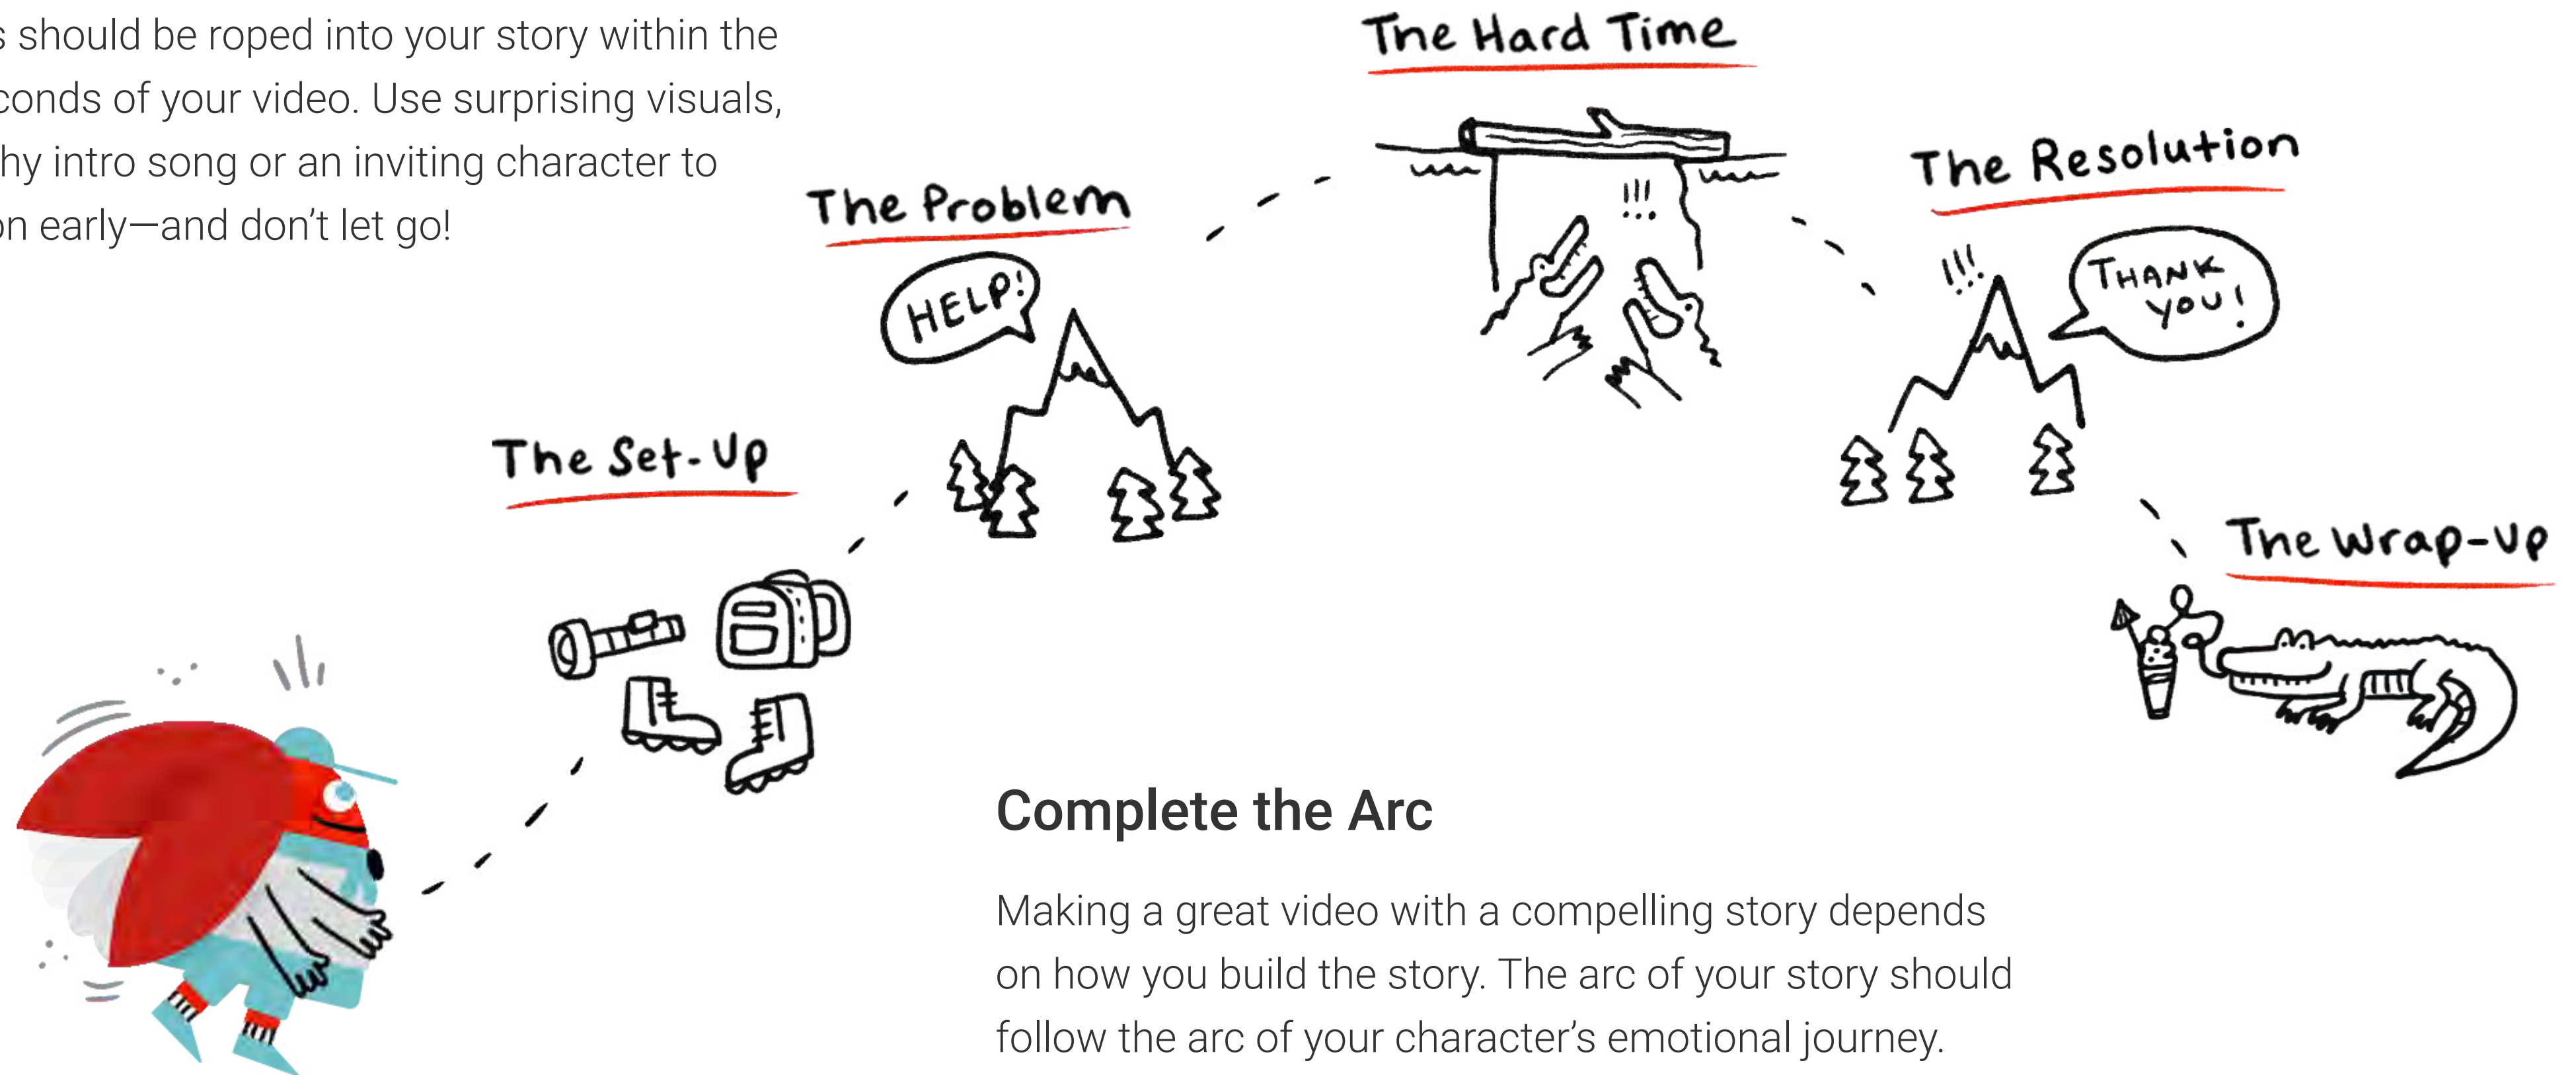 should be roped into your story within the
of your video. Use surprising visuals,
intro song or an inviting character to
early—and don't let go!
The Hard Time
!!!
The Resolution
!!!
THANK
YOU!
The Problem
HELP!
The Set-Up
The Wrap-Up
Complete the Arc
Making a great video with a compelling story depends
on how you build the story. The arc of your story should
follow the arc of your character's emotional journey.